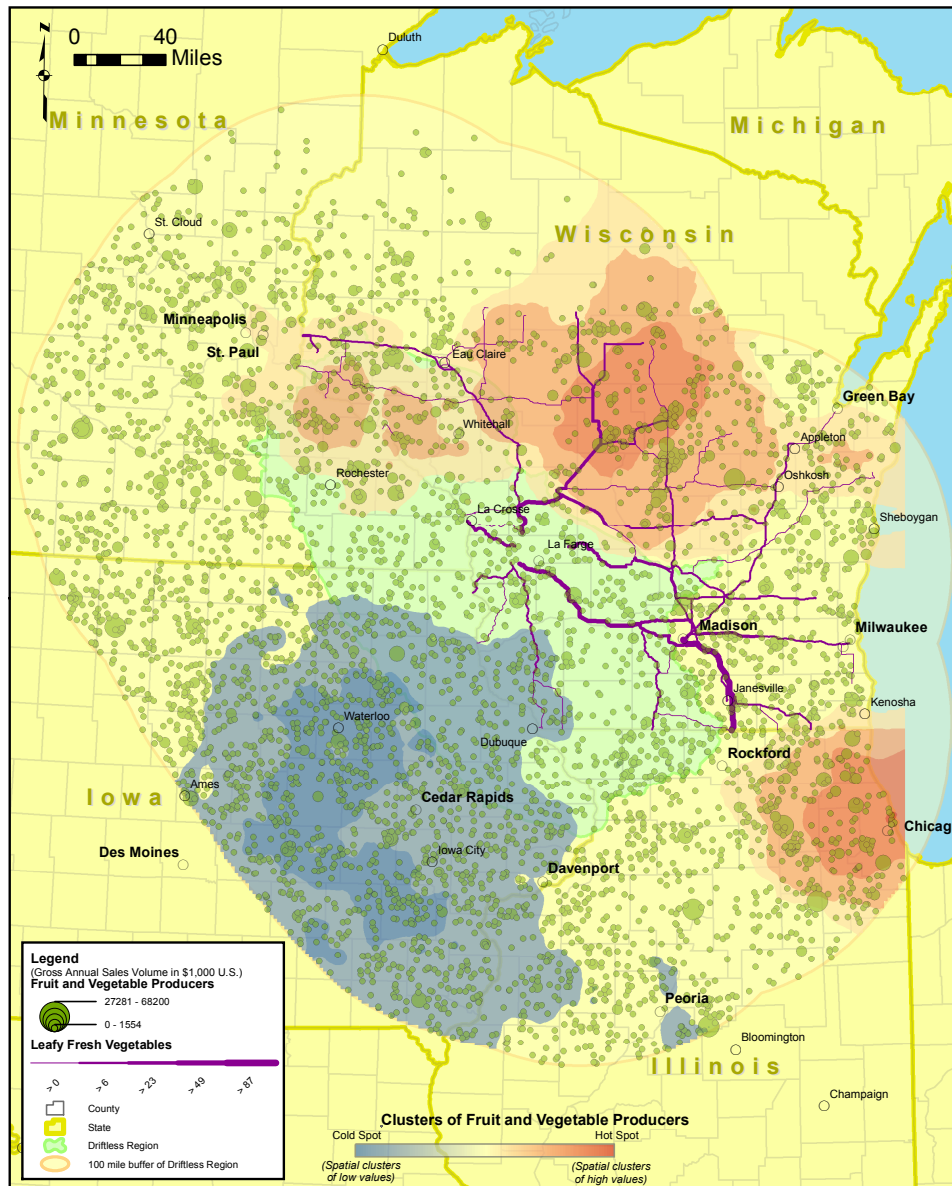 N
0 40
Miles
Duluth
Minnesota
Michigan
St. Cloud
Wisconsin
Minneapolis
St. Paul
Eau Claire
Green Bay
Whitehall
Appleton
Rochester
Oshkosh
La Crosse
Sheboygan
La Farge
Madison
Milwaukee
Janesville
Kenosha
Waterloo
Dubuque
Rockford
Ames
Iowa
Cedar Rapids
Chicag
Iowa City
Des Moines
Davenport
Peoria
Bloomington
Illinois
Champaign
Legend
(Gross Annual Sales Volume in $1,000 U.S.)
Fruit and Vegetable Producers
27281 - 68200
0 - 1554
Leafy Fresh Vegetables
> 0 > 6 > 23 > 49 > 87
County
State
Driftless Region
100 mile buffer of Driftless Region
Clusters of Fruit and Vegetable Producers
Cold Spot Hot Spot
(Spatial clusters (Spatial clusters
of low values) of high values)